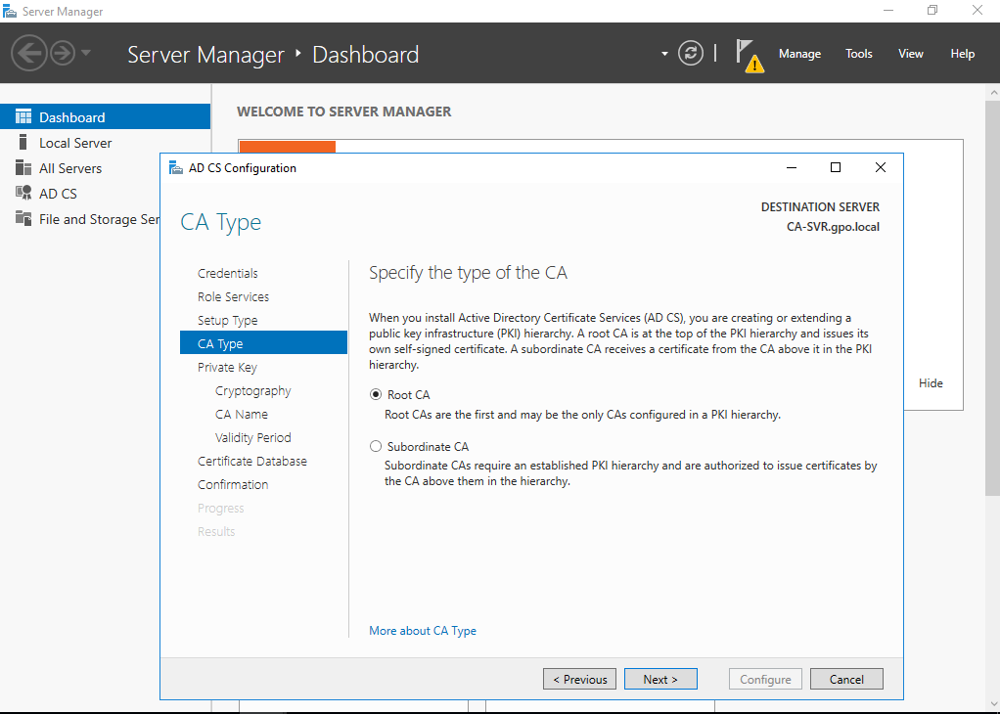 Server Manager
Server Manager ‣ Dashboard
Manage
Tools
View
Help
Dashboard
Local Server
All Servers
AD CS
File and Storage Ser
WELCOME TO SERVER MANAGER
Hide
AD CS Configuration
CA Type
DESTINATION SERVER
CA-SVR.gpo.local
Credentials
Role Services
Setup Type
CA Type
Private Key
Cryptography
CA Name
Validity Period
Certificate Database
Confirmation
Progress
Results
Specify the type of the CA
When you install Active Directory Certificate Services (AD CS), you are creating or extending a
public key infrastructure (PKI) hierarchy. A root CA is at the top of the PKI hierarchy and issues its
own self-signed certificate. A subordinate CA receives a certificate from the CA above it in the PKI
hierarchy.
Root CA
Root CAs are the first and may be the only CAs configured in a PKI hierarchy.
Subordinate CA
Subordinate CAs require an established PKI hierarchy and are authorized to issue certificates by
the CA above them in the hierarchy.
More about CA Type
< Previous
Next >
Configure
Cancel